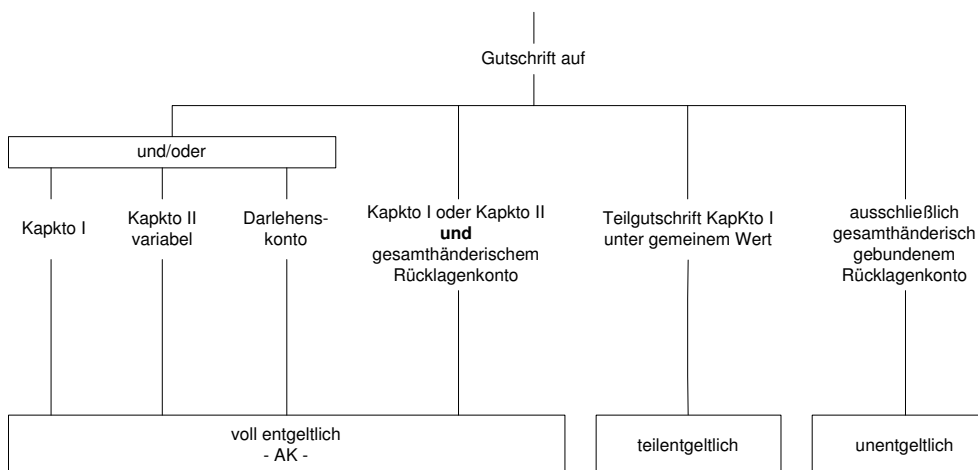 Gutschrift auf
und/oder
Kapkto I
Kapkto II
variabel
Darlehens-
konto
Kapkto I oder Kapkto II
und
gesamthänderischem
Rücklagenkonto
Teilgutschrift KapKto I
unter gemeinem Wert
ausschließlich
gesamthänderisch
gebundenem
Rücklagenkonto
voll entgeltlich
- AK -
teilentgeltlich
unentgeltlich